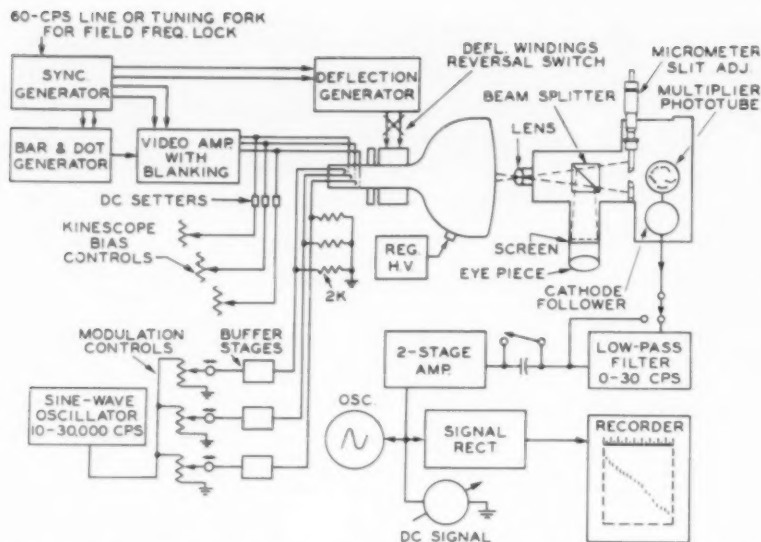 60-CPS LINE OR TUNING FORK
FOR FIELD FREQ. LOCK
SYNC.
GENERATOR
DEFLECTION
GENERATOR
DEFL. WINDINGS
REVERSAL SWITCH
MICROMETER
SLIT ADJ.
BEAM SPLITTER
MULTIPLIER
PHOTOTUBE
LENS
BAR & DOT
GENERATOR
VIDEO AMP.
WITH
BLANKING
DC SETTERS
KINESCOPE
BIAS
CONTROLS
REG.
H.V.
SCREEN
EYE PIECE
CATHODE
FOLLOWER
2K
MODULATION
CONTROLS
BUFFER
STAGES
2-STAGE
AMP.
LOW-PASS
FILTER
0-30 CPS
SINE-WAVE
OSCILLATOR
10-30,000 CPS
OSC.
SIGNAL
RECT
RECORDER
DC SIGNAL